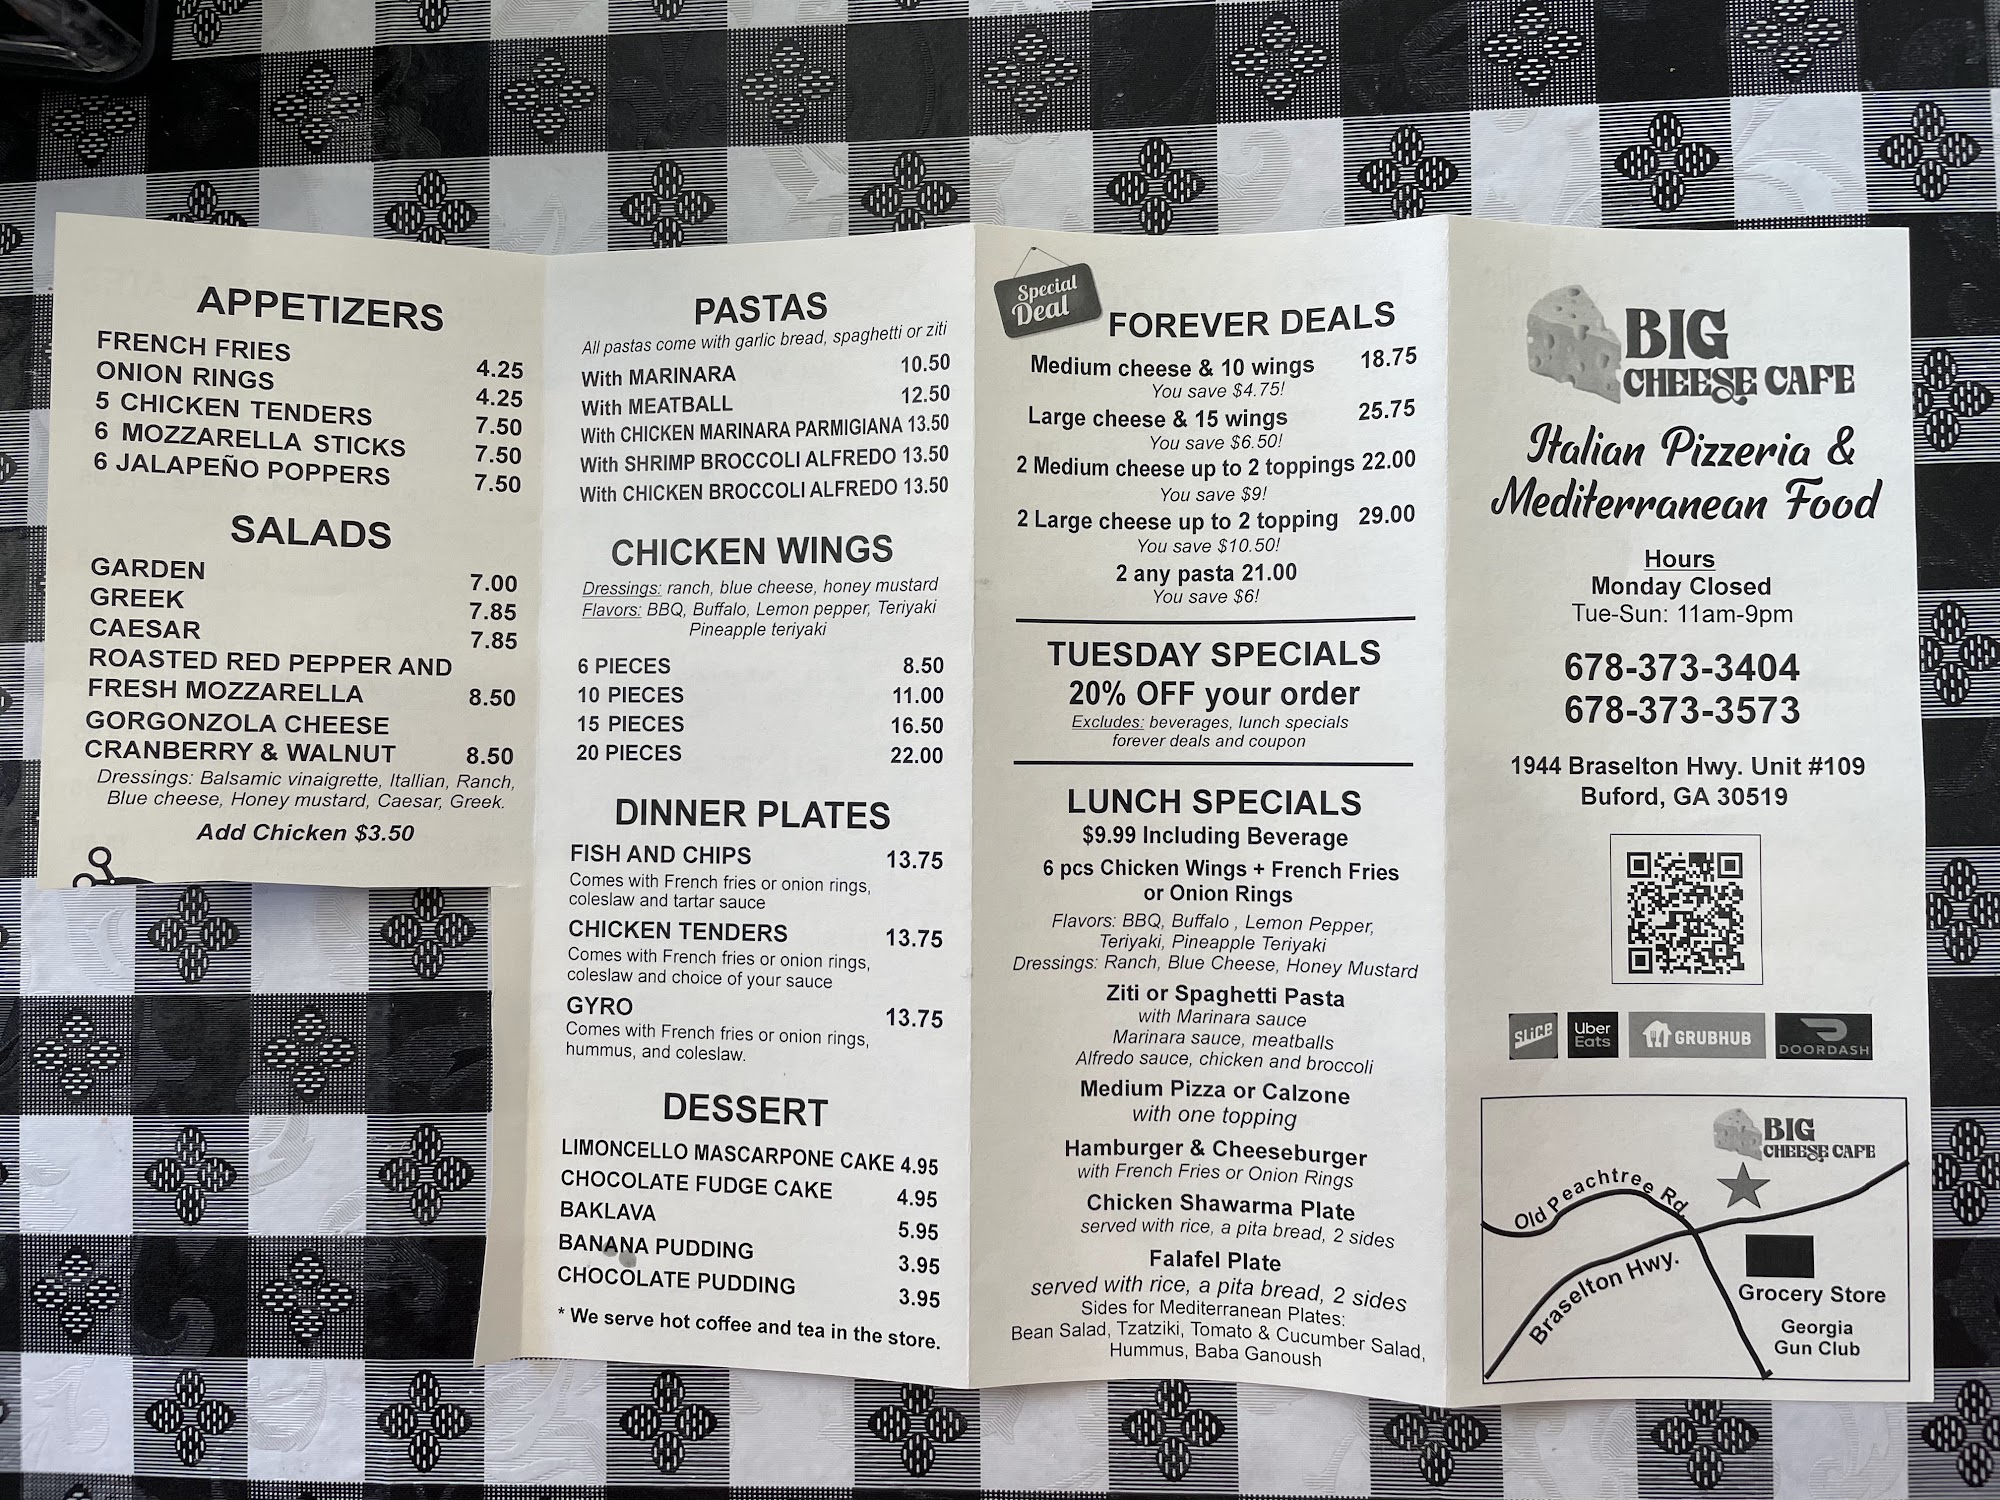 APPETIZERS
FRENCH FRIES 4.25
ONION RINGS 4.25
5 CHICKEN TENDERS 7.50
6 MOZZARELLA STICKS 7.50
6 JALAPEÑO POPPERS 7.50
SALADS
GARDEN 7.00
GREEK 7.85
CAESAR 7.85
ROASTED RED PEPPER AND
FRESH MOZZARELLA 8.50
GORGONZOLA CHEESE
CRANBERRY & WALNUT 8.50
Dressings: Balsamic vinaigrette, Itallian, Ranch,
Blue cheese, Honey mustard, Caesar, Greek.
Add Chicken $3.50
PASTAS
All pastas come with garlic bread, spaghetti or ziti
With MARINARA 10.50
With MEATBALL 12.50
With CHICKEN MARINARA PARMIGIANA 13.50
With SHRIMP BROCCOLI ALFREDO 13.50
With CHICKEN BROCCOLI ALFREDO 13.50
CHICKEN WINGS
Dressings: ranch, blue cheese, honey mustard
Flavors: BBQ, Buffalo, Lemon pepper, Teriyaki
Pineapple teriyaki
6 PIECES 8.50
10 PIECES 11.00
15 PIECES 16.50
20 PIECES 22.00
DINNER PLATES
FISH AND CHIPS 13.75
Comes with French fries or onion rings,
coleslaw and tartar sauce
CHICKEN TENDERS 13.75
Comes with French fries or onion rings,
coleslaw and choice of your sauce
GYRO 13.75
Comes with French fries or onion rings,
hummus, and coleslaw.
DESSERT
LIMONCELLO MASCARPONE CAKE 4.95
CHOCOLATE FUDGE CAKE 4.95
BAKLAVA 5.95
BANANA PUDDING 3.95
CHOCOLATE PUDDING 3.95
* We serve hot coffee and tea in the store.
Special
Deal
FOREVER DEALS
Medium cheese & 10 wings 18.75
You save $4.75!
Large cheese & 15 wings 25.75
You save $6.50!
2 Medium cheese up to 2 toppings 22.00
You save $9!
2 Large cheese up to 2 topping 29.00
You save $10.50!
2 any pasta 21.00
You save $6!
TUESDAY SPECIALS
20% OFF your order
Excludes: beverages, lunch specials
forever deals and coupon
LUNCH SPECIALS
$9.99 Including Beverage
6 pcs Chicken Wings + French Fries
or Onion Rings
Flavors: BBQ, Buffalo , Lemon Pepper,
Teriyaki, Pineapple Teriyaki
Dressings: Ranch, Blue Cheese, Honey Mustard
Ziti or Spaghetti Pasta
with Marinara sauce
Marinara sauce, meatballs
Alfredo sauce, chicken and broccoli
Medium Pizza or Calzone
with one topping
Hamburger & Cheeseburger
with French Fries or Onion Rings
Chicken Shawarma Plate
served with rice, a pita bread, 2 sides
Falafel Plate
served with rice, a pita bread, 2 sides
Sides for Mediterranean Plates:
Bean Salad, Tzatziki, Tomato & Cucumber Salad,
Hummus, Baba Ganoush
BIG
CHEESE CAFE
Italian Pizzeria &
Mediterranean Food
Hours
Monday Closed
Tue-Sun: 11am-9pm
678-373-3404
678-373-3573
1944 Braselton Hwy. Unit #109
Buford, GA 30519
SLiCe
Uber
Eats
GRUBHUB
DOORDASH
BIG
CHEESE CAFE
Old Peachtree Rd.
Braselton Hwy.
Grocery Store
Georgia
Gun Club